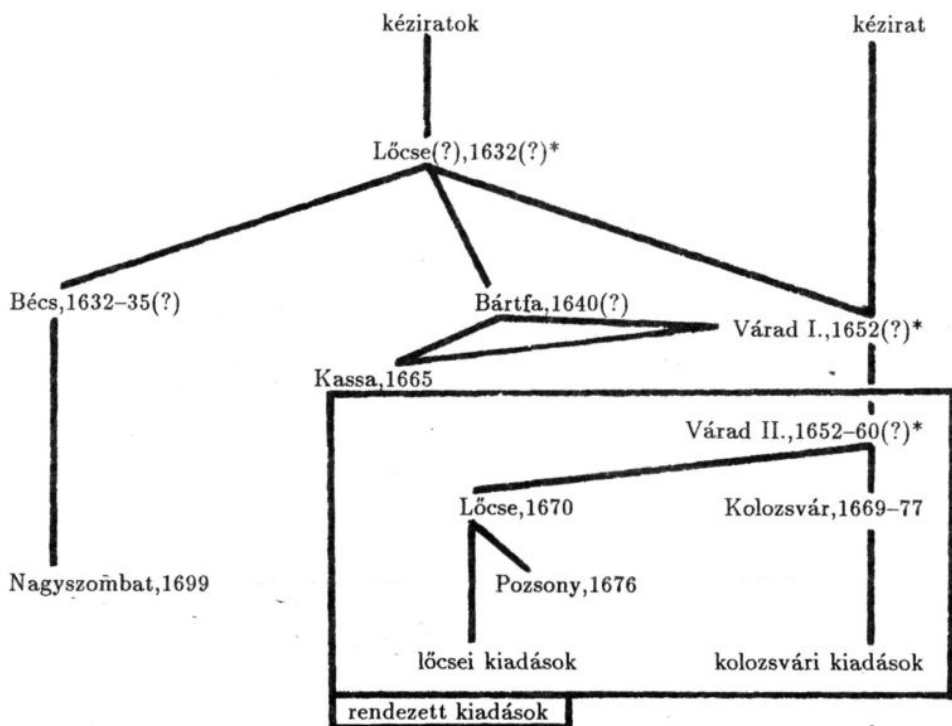 kéziratok
kézirat
Lőcse(?),1632(?)*
Bécs,1632–35(?)
Bártfa,1640(?)
Várad I.,1652(?)*
Kassa,1665
Várad II.,1652–60(?)*
Lőcse,1670
Kolozsvár,1669–77
Nagyszombat,1699
Pozsony,1676
lőcsei kiadások
kolozsvári kiadások
rendezett kiadások